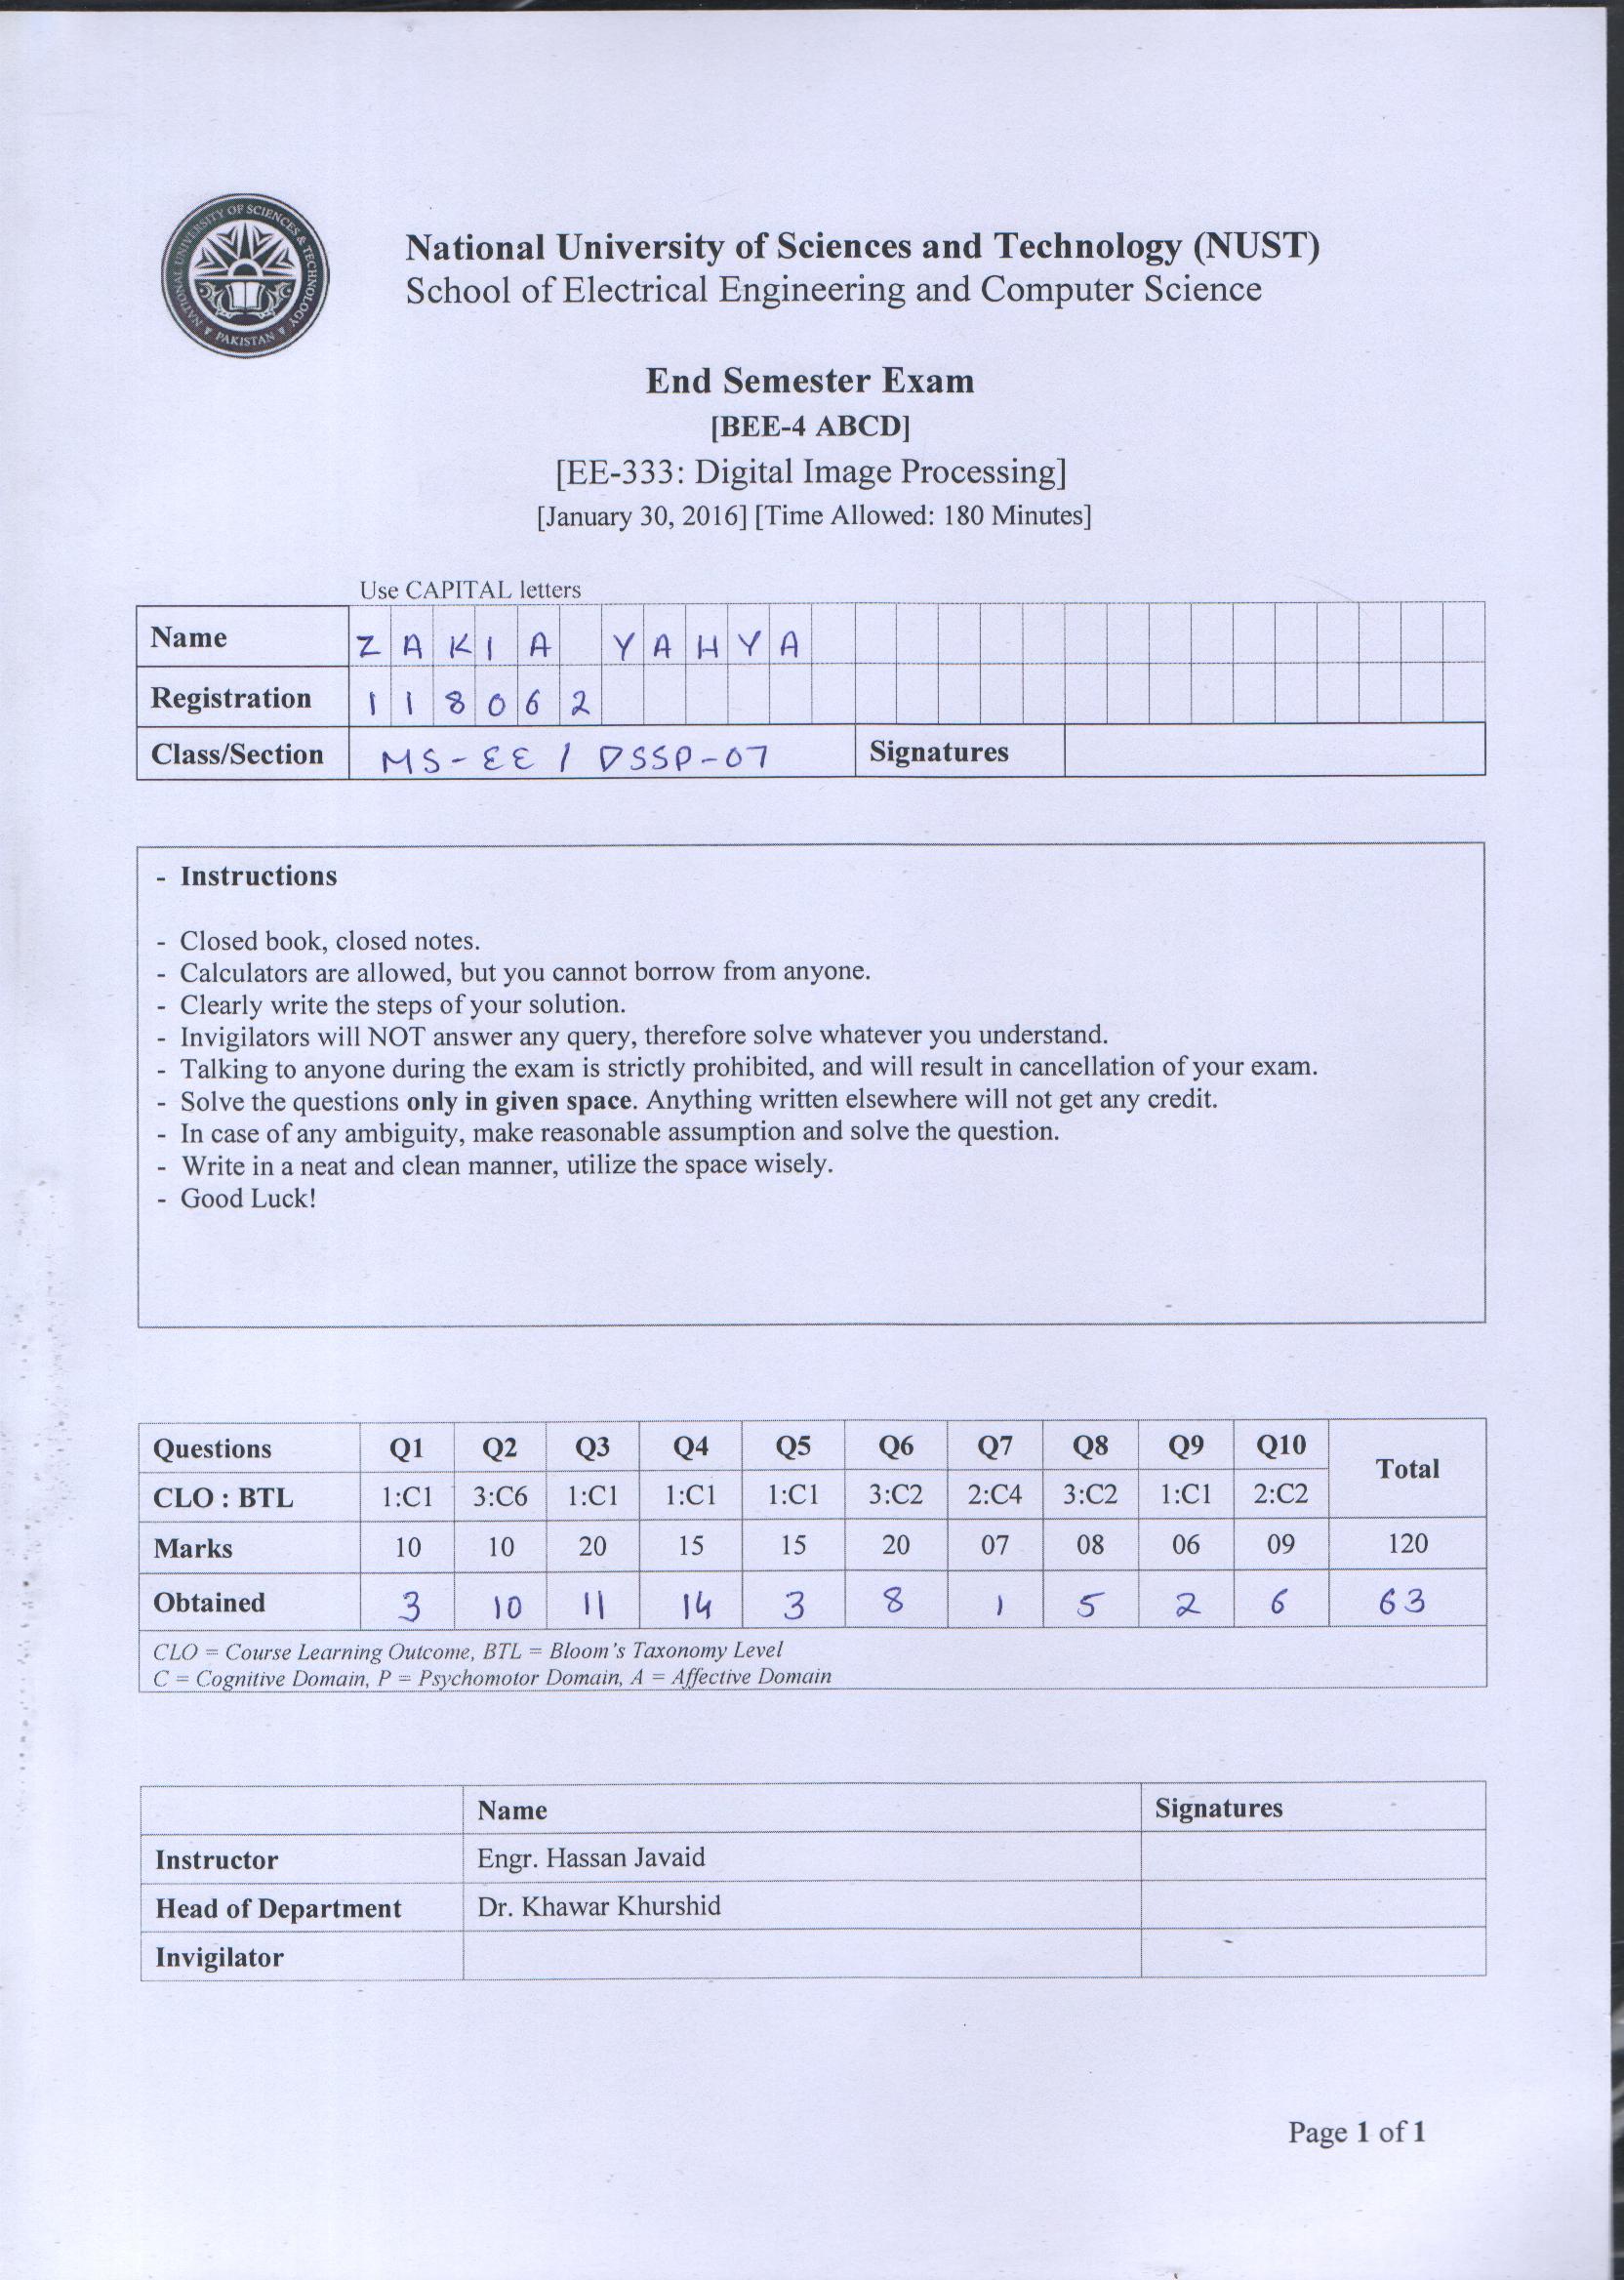 NATIONAL UNIVERSITY OF SCIENCES & TECHNOLOGY
PAKISTAN
National University of Sciences and Technology (NUST)
School of Electrical Engineering and Computer Science
End Semester Exam
[BEE-4 ABCD]
[EE-333: Digital Image Processing]
[January 30, 2016] [Time Allowed: 180 Minutes]
Use CAPITAL letters
Name ZAKIA YAHYA
Registration 118062
Class/Section MS-EE / DSSP-07 Signatures
- Instructions
- Closed book, closed notes.
- Calculators are allowed, but you cannot borrow from anyone.
- Clearly write the steps of your solution.
- Invigilators will NOT answer any query, therefore solve whatever you understand.
- Talking to anyone during the exam is strictly prohibited, and will result in cancellation of your exam.
- Solve the questions only in given space. Anything written elsewhere will not get any credit.
- In case of any ambiguity, make reasonable assumption and solve the question.
- Write in a neat and clean manner, utilize the space wisely.
- Good Luck!
Questions Q1 Q2 Q3 Q4 Q5 Q6 Q7 Q8 Q9 Q10 Total
CLO : BTL 1:C1 3:C6 1:C1 1:C1 1:C1 3:C2 2:C4 3:C2 1:C1 2:C2
Marks 10 10 20 15 15 20 07 08 06 09 120
Obtained 3 10 11 14 3 8 1 5 2 6 63
CLO = Course Learning Outcome, BTL = Bloom's Taxonomy Level
C = Cognitive Domain, P = Psychomotor Domain, A = Affective Domain
Name Signatures
Instructor Engr. Hassan Javaid
Head of Department Dr. Khawar Khurshid
Invigilator
Page 1 of 1